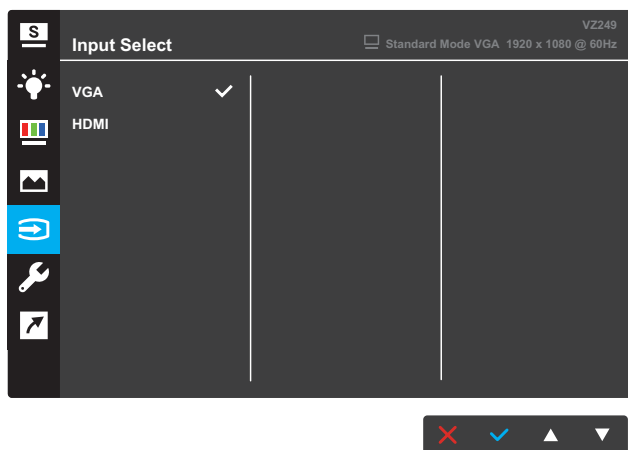 S
VZ249
Input Select
Standard Mode VGA 1920 x 1080 @ 60Hz
VGA
HDMI